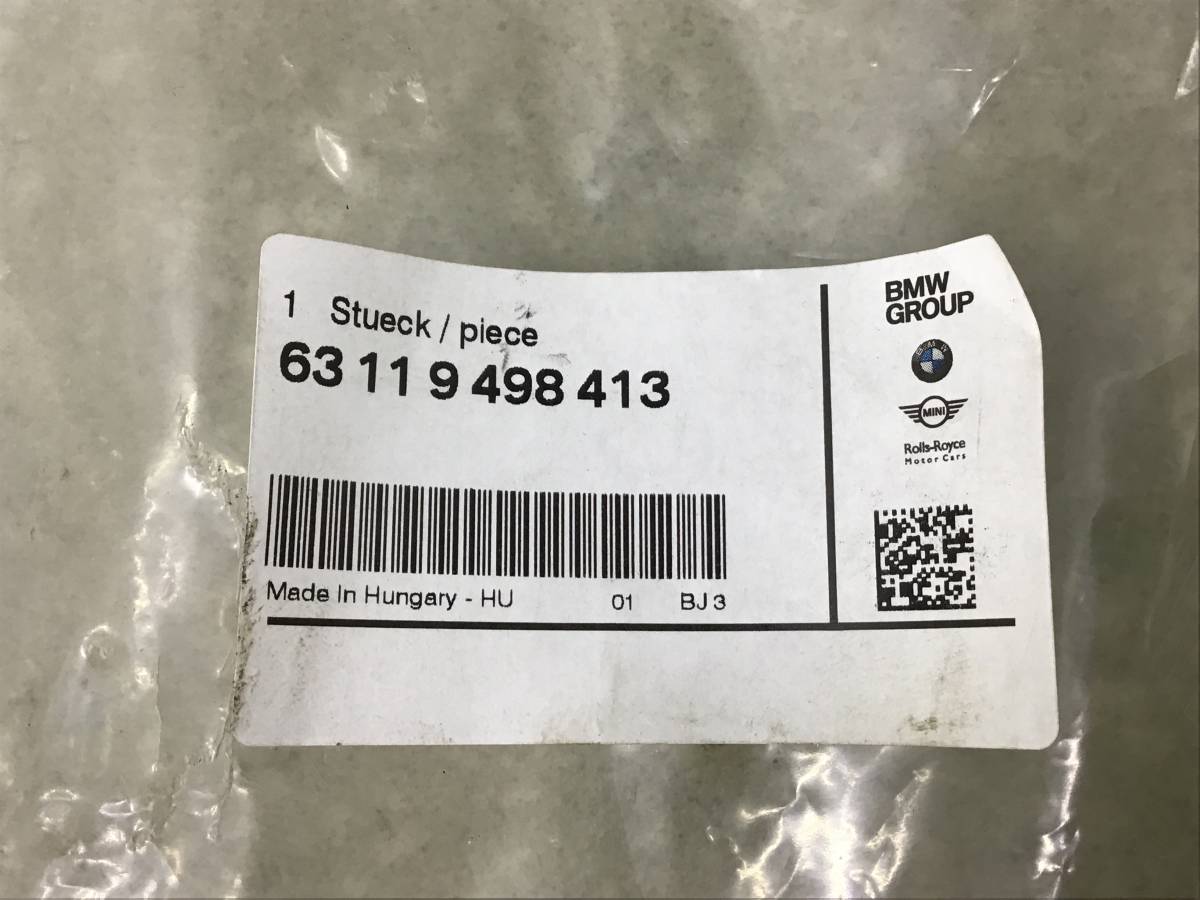 1 Stueck / piece
63 11 9 498 413
Made In Hungary - HU 01 BJ 3
BMW
GROUP
BMW
MINI
Rolls-Royce
Motor Cars